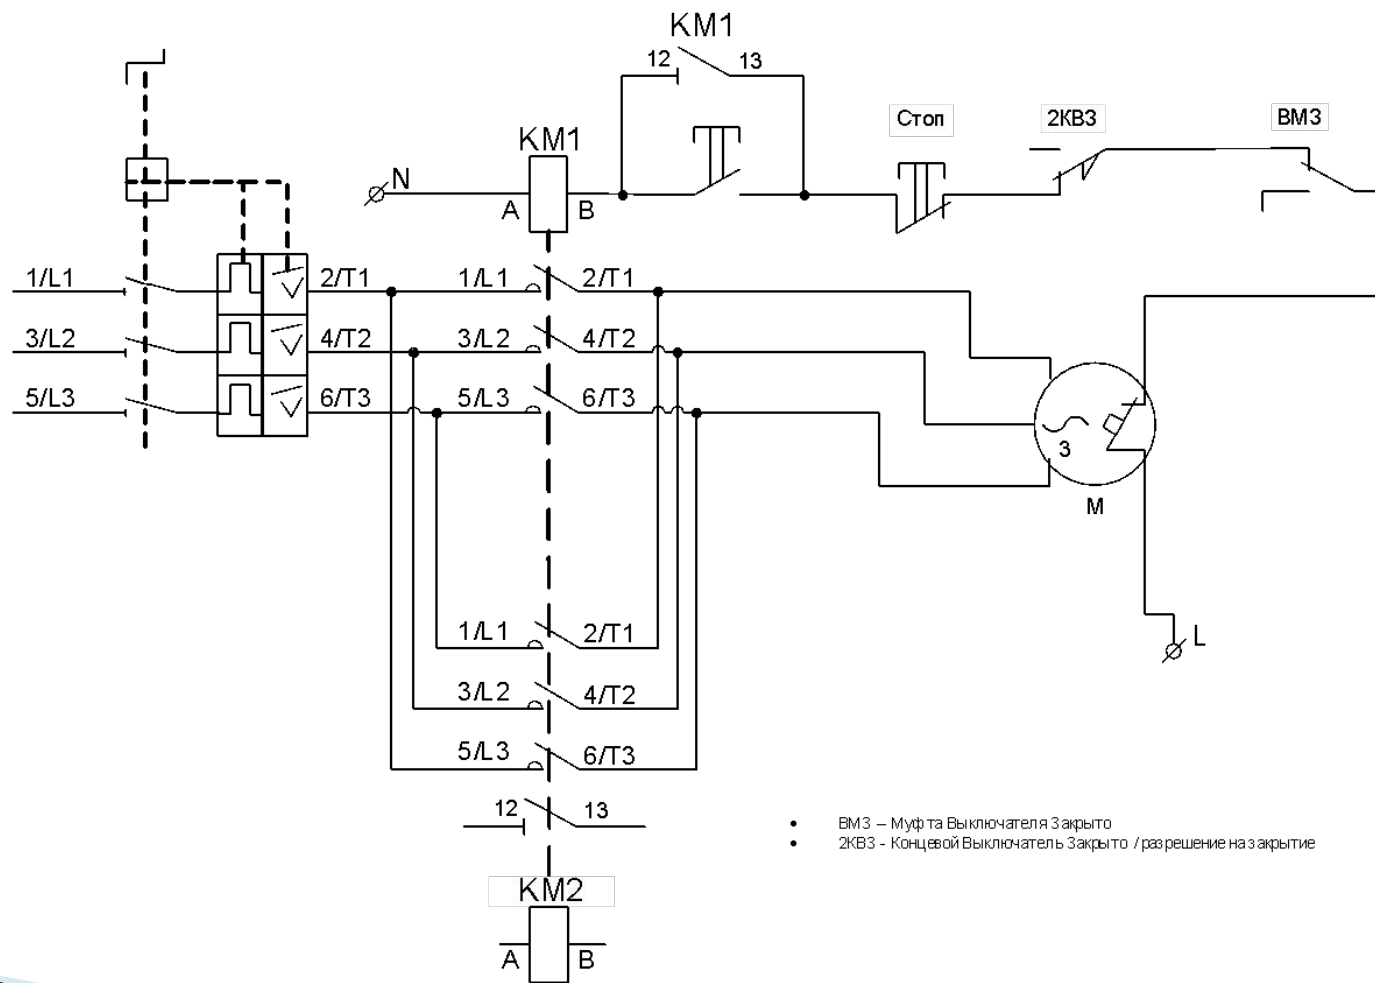 KM1
12 13
Стоп 2КВЗ ВМЗ
KM1
N
A B
1/L1 2/T1 1/L1 2/T1
3/L2 4/T2 3/L2 4/T2
5/L3 6/T3 5/L3 6/T3
3
M
1/L1 2/T1
L
3/L2 4/T2
5/L3 6/T3
12 13
• ВМЗ – Муфта Выключателя Закрыто
• 2КВЗ - Концевой Выключатель Закрыто / разрешение на закрытие
KM2
A B